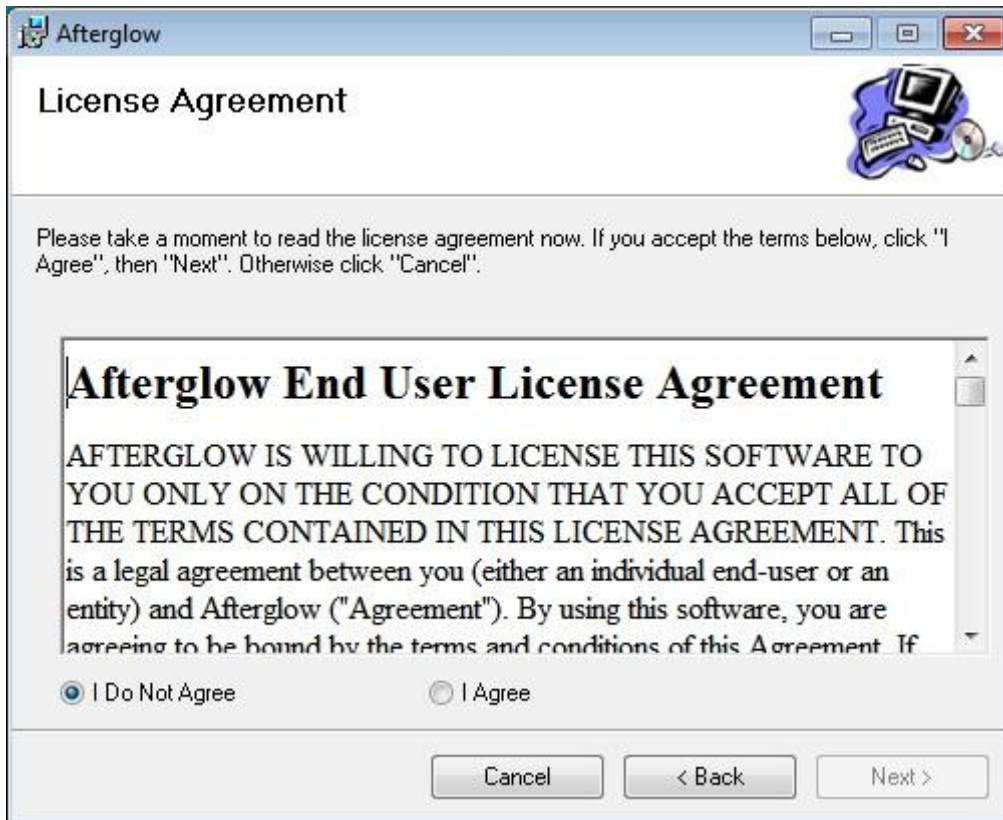 Afterglow
License Agreement
Please take a moment to read the license agreement now. If you accept the terms below, click "I
Agree", then "Next". Otherwise click "Cancel".
Afterglow End User License Agreement
AFTERGLOW IS WILLING TO LICENSE THIS SOFTWARE TO
YOU ONLY ON THE CONDITION THAT YOU ACCEPT ALL OF
THE TERMS CONTAINED IN THIS LICENSE AGREEMENT. This
is a legal agreement between you (either an individual end-user or an
entity) and Afterglow ("Agreement"). By using this software, you are
agreeing to be bound by the terms and conditions of this Agreement. If
I Do Not Agree
I Agree
Cancel
< Back
Next >